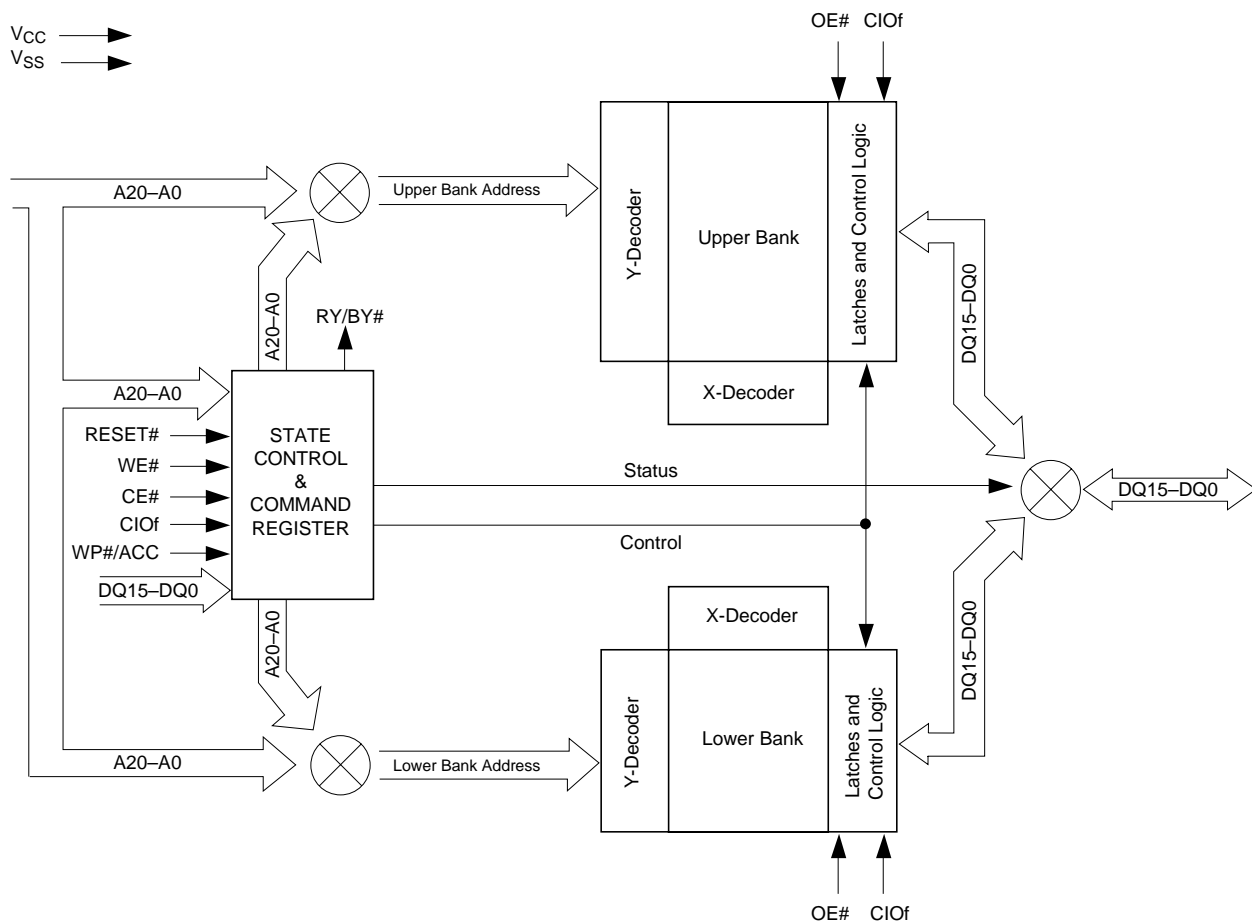 VCC
VSS
OE# CIOf
A20–A0
Upper Bank Address
Y-Decoder
Upper Bank
Latches and Control Logic
X-Decoder
A20–A0
RY/BY#
DQ15–DQ0
A20–A0
RESET#
WE#
CE#
CIOf
WP#/ACC
DQ15–DQ0
STATE
CONTROL
&
COMMAND
REGISTER
Status
Control
DQ15–DQ0
A20–A0
X-Decoder
Y-Decoder
Lower Bank
Latches and
Control Logic
DQ15–DQ0
A20–A0
Lower Bank Address
OE# CIOf